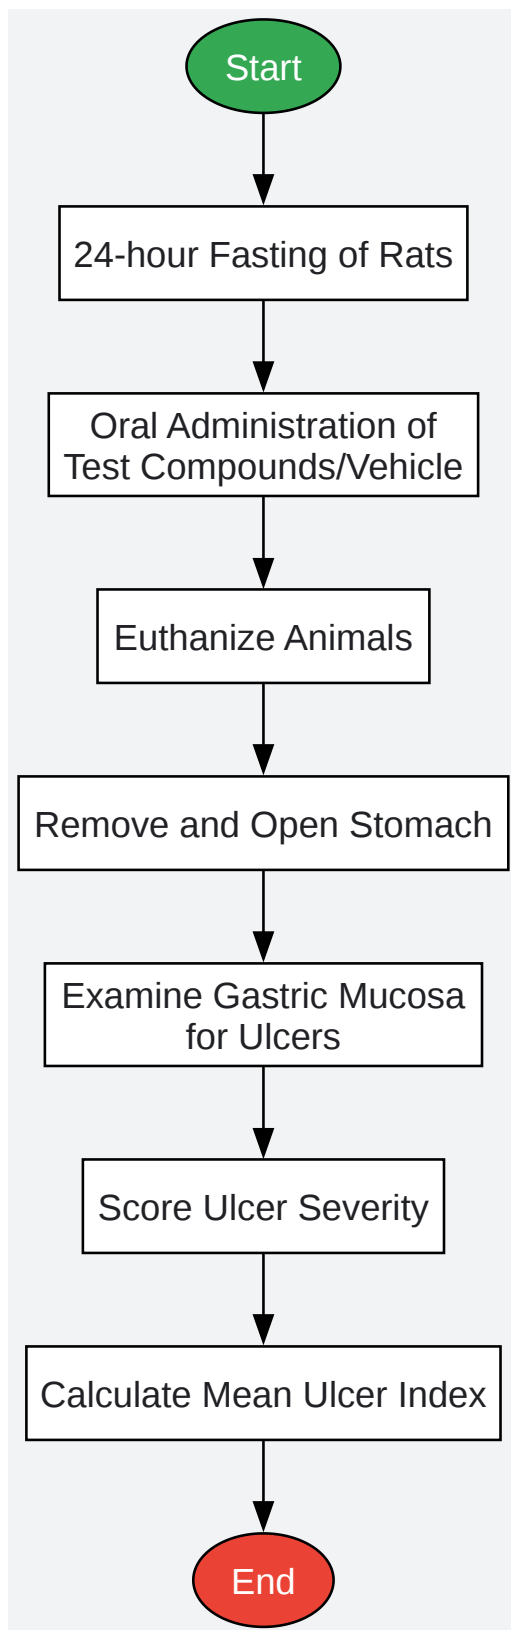 Start
24-hour Fasting of Rats
Oral Administration of
Test Compounds/Vehicle
Euthanize Animals
Remove and Open Stomach
Examine Gastric Mucosa
for Ulcers
Score Ulcer Severity
Calculate Mean Ulcer Index
End